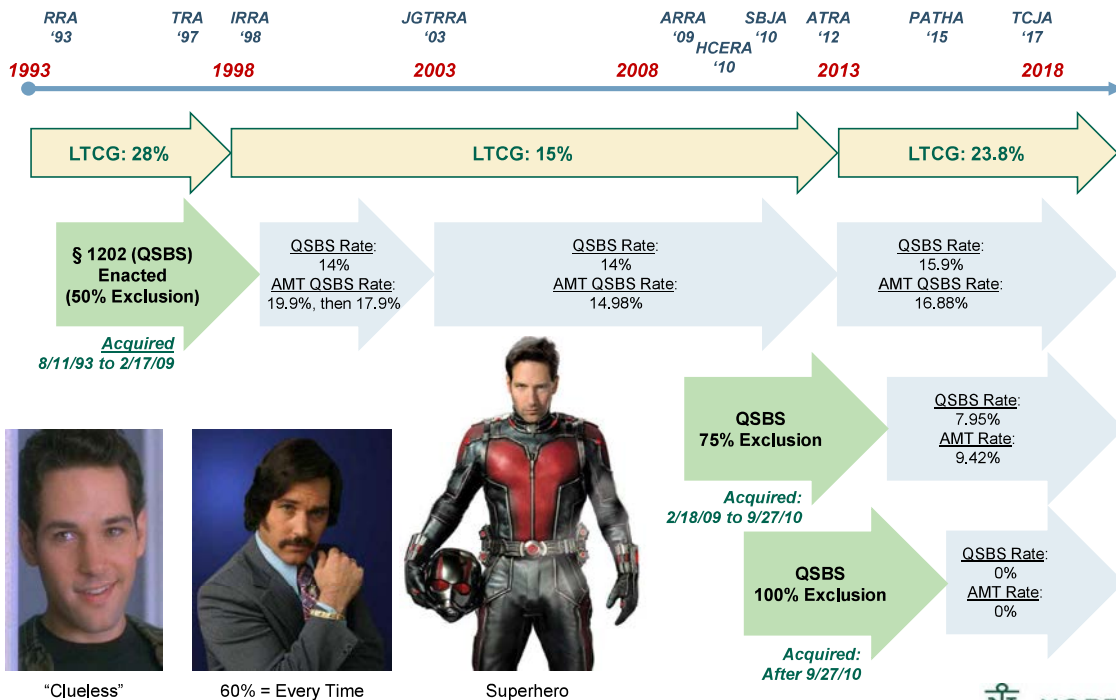 RRA
'93
TRA
'97
IRRA
'98
JGTRRA
'03
ARRA
'09
HCERA
'10
SBJA
'10
ATRA
'12
PATHA
'15
TCJA
'17
1993
1998
2003
2008
2013
2018
LTCG: 28%
LTCG: 15%
LTCG: 23.8%
§ 1202 (QSBS)
Enacted
(50% Exclusion)
QSBS Rate:
14%
AMT QSBS Rate:
19.9%, then 17.9%
QSBS Rate:
14%
AMT QSBS Rate:
14.98%
QSBS Rate:
15.9%
AMT QSBS Rate:
16.88%
Acquired
8/11/93 to 2/17/09
QSBS
75% Exclusion
QSBS Rate:
7.95%
AMT Rate:
9.42%
Acquired:
2/18/09 to 9/27/10
QSBS
100% Exclusion
QSBS Rate:
0%
AMT Rate:
0%
Acquired:
After 9/27/10
"Clueless"
60% = Every Time
Superhero